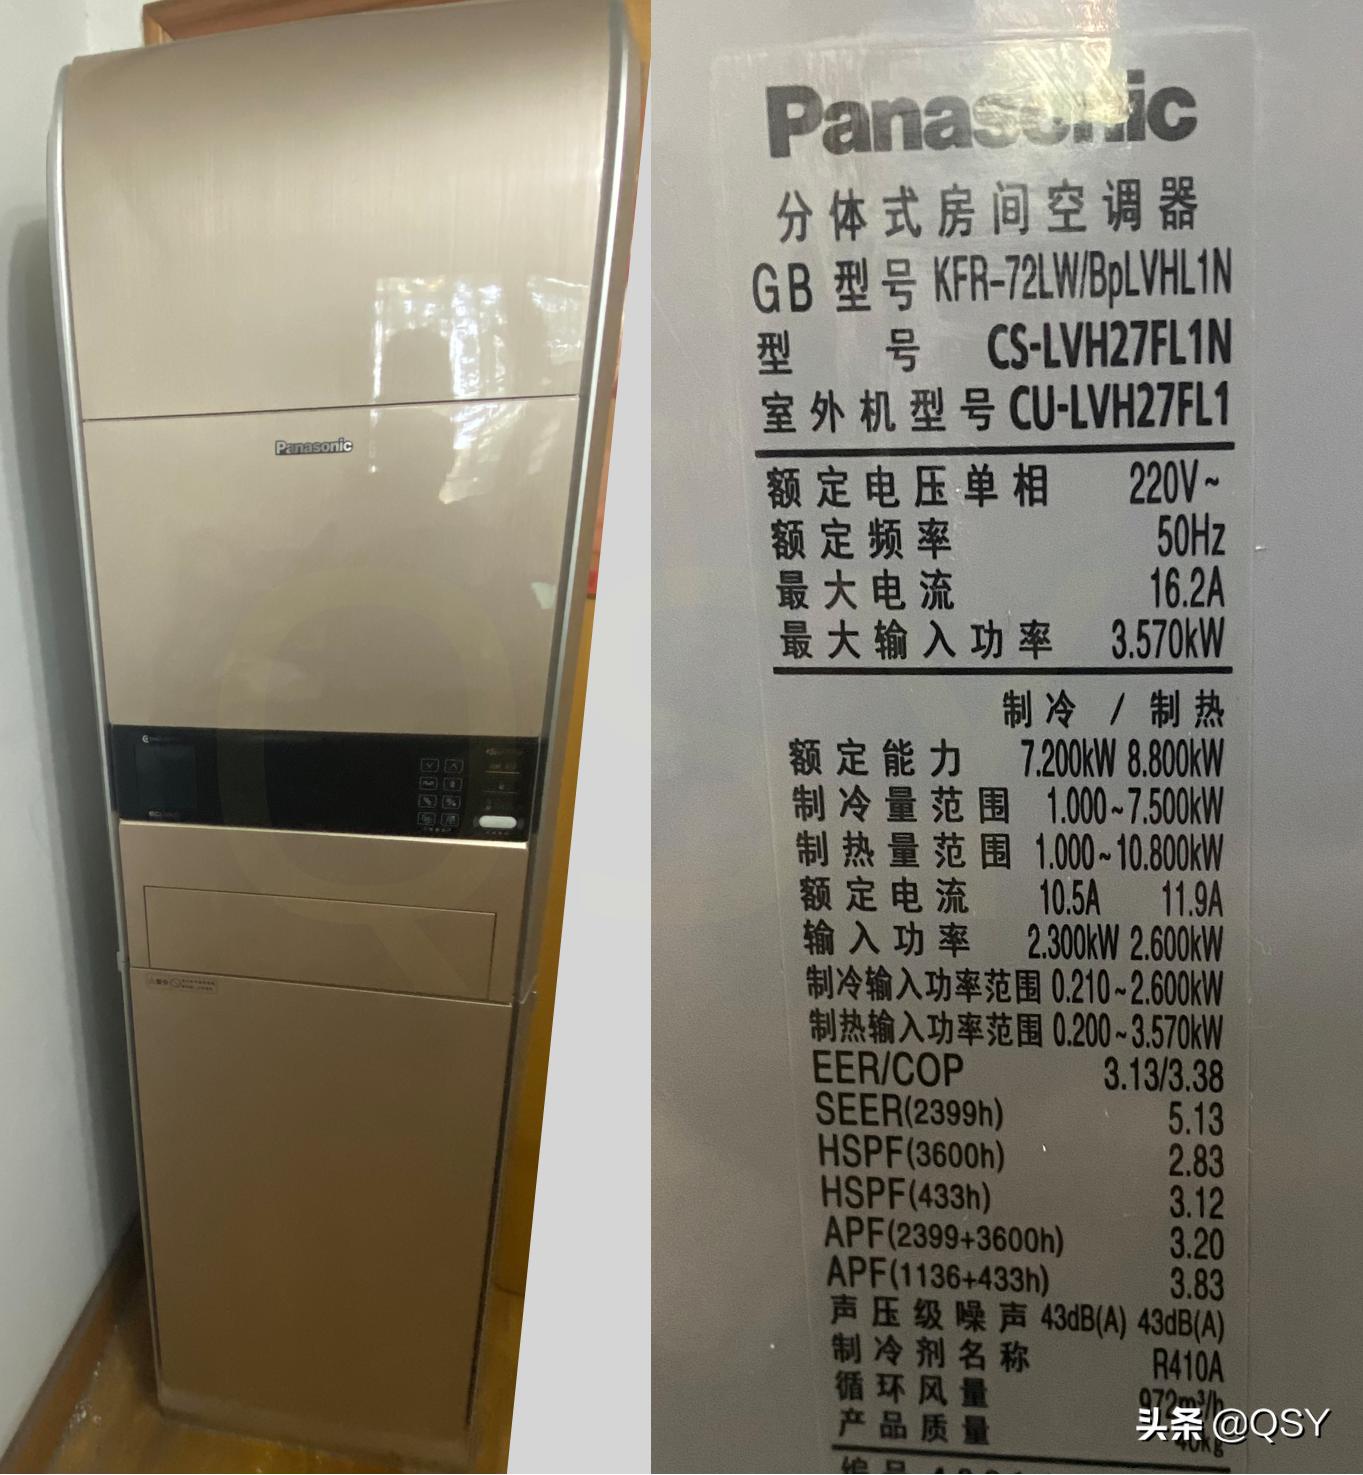 Panasonic
Panasonic
分体式房间空调器
GB 型号 KFR-72LW/BpLVHL1N
型号 CS-LVH27FL1N
室外机型号 CU-LVH27FL1
额定电压单相 220V~
额定频率 50Hz
最大电流 16.2A
最大输入功率 3.570kW
制冷 / 制热
额定能力 7.200kW 8.800kW
制冷量范围 1.000~7.500kW
制热量范围 1.000~10.800kW
额定电流 10.5A 11.9A
输入功率 2.300kW 2.600kW
制冷输入功率范围 0.210~2.600kW
制热输入功率范围 0.200~3.570kW
EER/COP 3.13/3.38
SEER(2399h) 5.13
HSPF(3600h) 2.83
HSPF(433h) 3.12
APF(2399+3600h) 3.20
APF(1136+433h) 3.83
声压级噪声 43dB(A) 43dB(A)
制冷剂名称 R410A
循环风量 972m³/h
产品质量 40kg
头条 @QSY